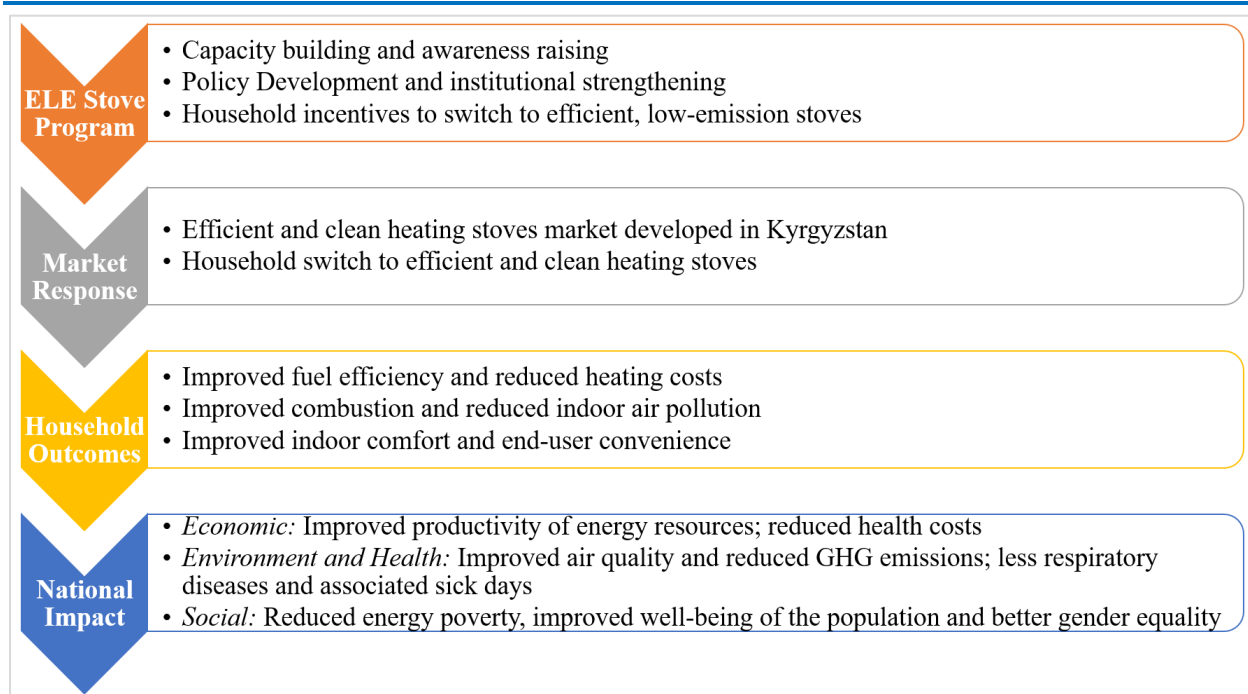 ELE Stove
Program
• Capacity building and awareness raising
• Policy Development and institutional strengthening
• Household incentives to switch to efficient, low-emission stoves
Market
Response
• Efficient and clean heating stoves market developed in Kyrgyzstan
• Household switch to efficient and clean heating stoves
Household
Outcomes
• Improved fuel efficiency and reduced heating costs
• Improved combustion and reduced indoor air pollution
• Improved indoor comfort and end-user convenience
National
Impact
• Economic: Improved productivity of energy resources; reduced health costs
• Environment and Health: Improved air quality and reduced GHG emissions; less respiratory
diseases and associated sick days
• Social: Reduced energy poverty, improved well-being of the population and better gender equality